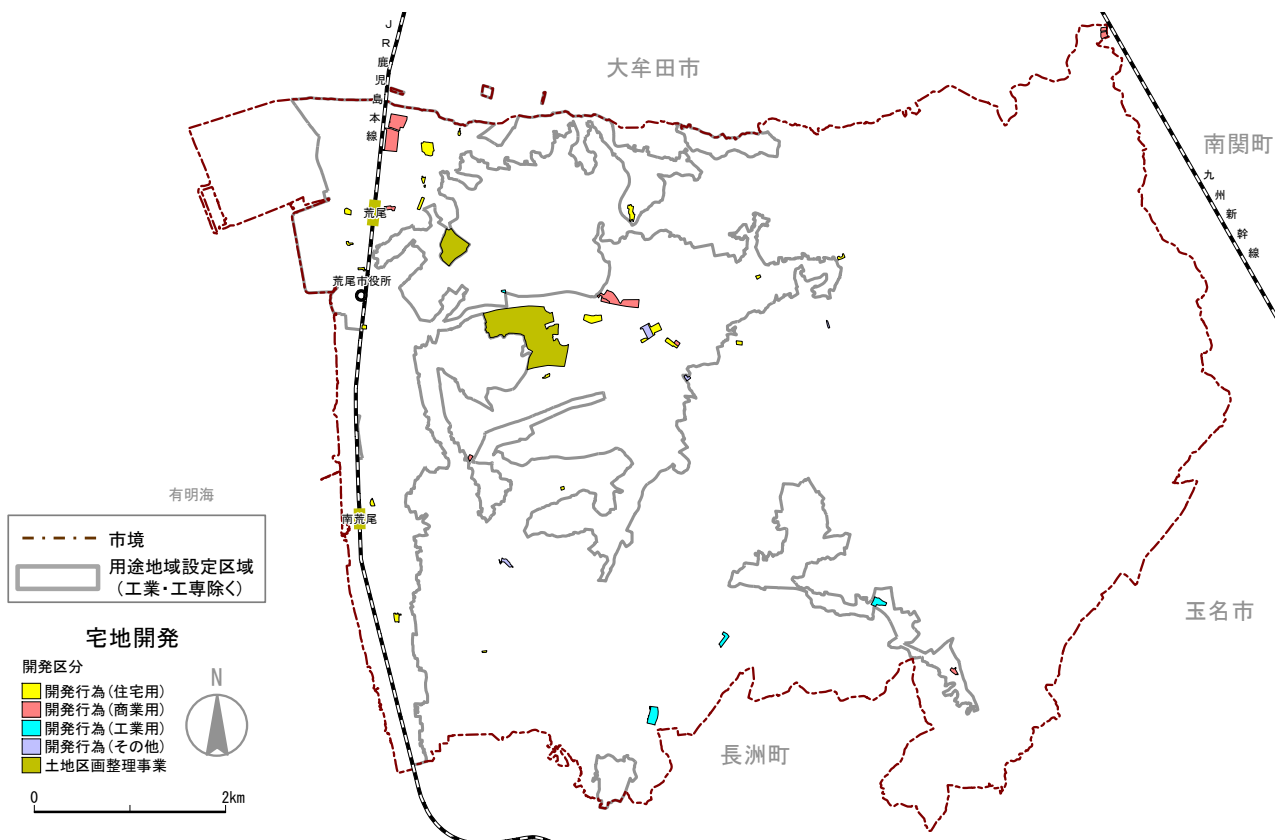 JR鹿児島本線
大牟田市
南関町
九州新幹線
荒尾
荒尾市役所
有明海
南荒尾
市境
用途地域設定区域
(工業・工専除く)
玉名市
長洲町
宅地開発
開発区分
開発行為(住宅用)
開発行為(商業用)
開発行為(工業用)
開発行為(その他)
土地区画整理事業
N
0 2km